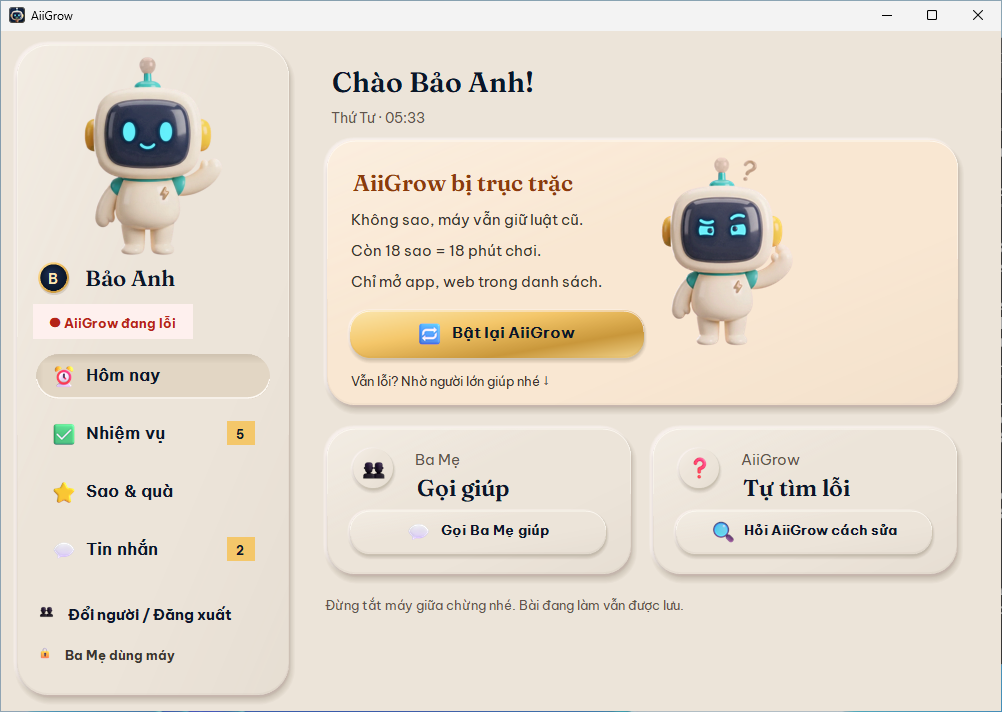 AiiGrow
B
Bảo Anh
AiiGrow đang lỗi
Hôm nay
Nhiệm vụ 5
Sao & quà
Tin nhắn 2
Đổi người / Đăng xuất
Ba Mẹ dùng máy
Chào Bảo Anh!
Thứ Tư · 05:33
AiiGrow bị trục trặc
?
Không sao, máy vẫn giữ luật cũ.
Còn 18 sao = 18 phút chơi.
Chỉ mở app, web trong danh sách.
Bật lại AiiGrow
Vẫn lỗi? Nhờ người lớn giúp nhé ↓
Ba Mẹ
Gọi giúp
Gọi Ba Mẹ giúp
AiiGrow
Tự tìm lỗi
Hỏi AiiGrow cách sửa
Đừng tắt máy giữa chừng nhé. Bài đang làm vẫn được lưu.